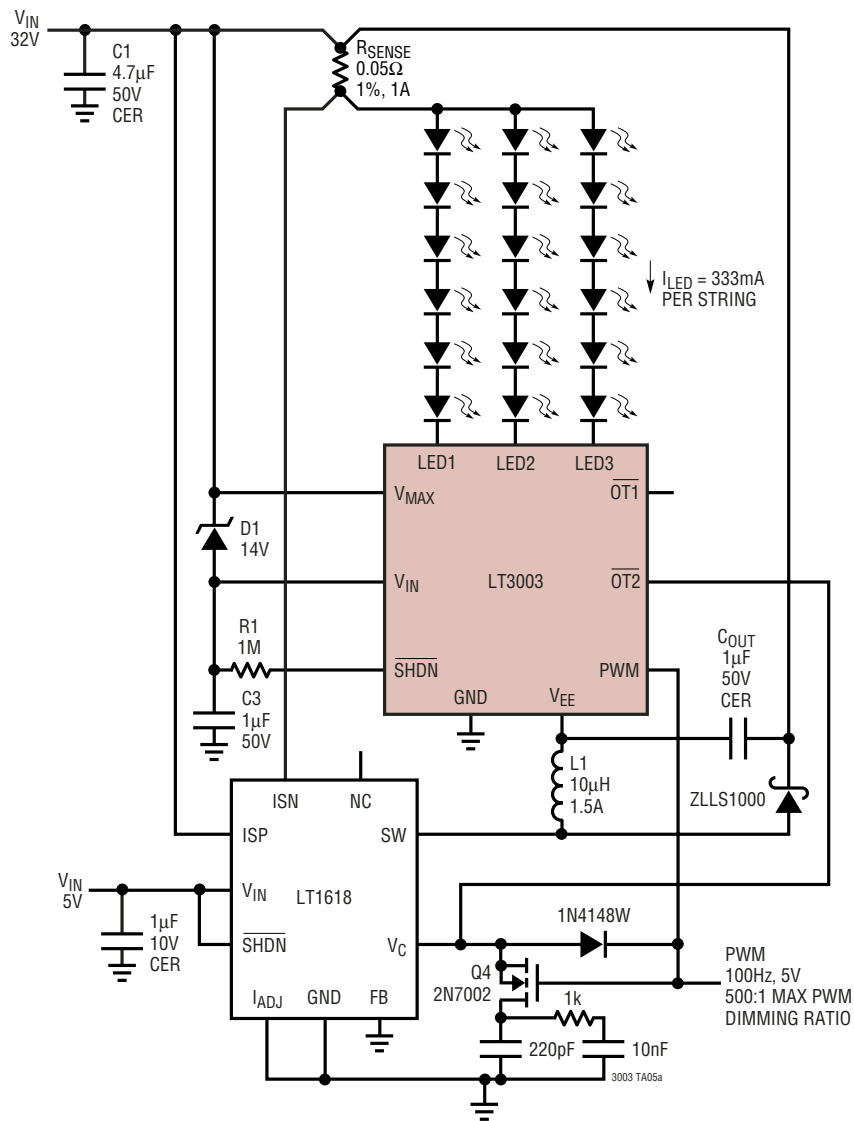 VIN
32V
C1
4.7µF
50V
CER
RSENSE
0.05Ω
1%, 1A
ILED = 333mA
PER STRING
LED1
LED2
LED3
VMAX
OT1
D1
14V
VIN
LT3003
OT2
R1
1M
SHDN
PWM
COUT
1µF
50V
CER
C3
1µF
50V
GND
VEE
L1
10µH
1.5A
ZLLS1000
ISN
NC
ISP
SW
VIN
5V
VIN
LT1618
1µF
10V
CER
SHDN
VC
1N4148W
Q4
2N7002
PWM
100Hz, 5V
500:1 MAX PWM
DIMMING RATIO
IADJ
GND
FB
1k
220pF
10nF
3003 TA05a